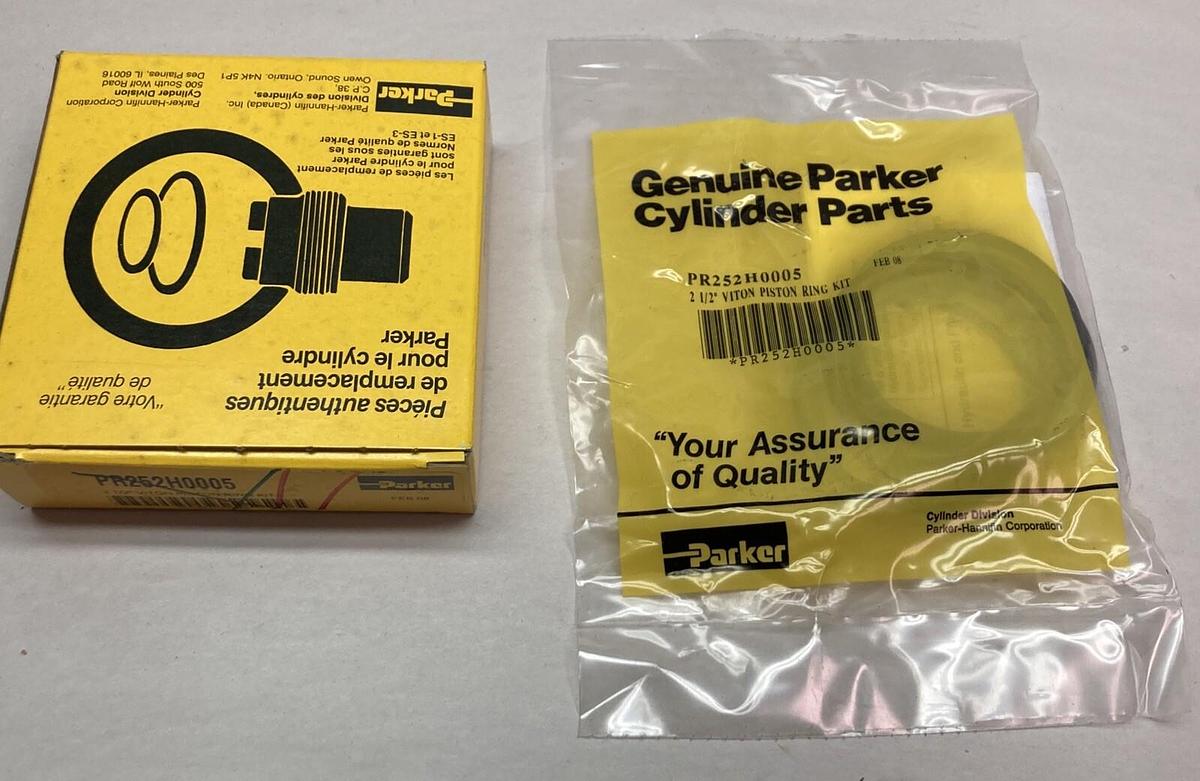 Pièces authentiques
de remplacement
pour le cylindre
Parker
“Votre garantie
de qualité”
Les pièces de remplacement
pour le cylindre Parker
sont garanties sous les
Normes de qualité Parker
ES-1 et ES-3
Parker
Parker-Hannifin (Canada) Inc.
Division des cylindres,
C.P. 38,
Owen Sound, Ontario. N4K 5P1
Parker-Hannifin Corporation
Cylinder Division
500 South Wolf Road
Des Plaines, IL 60016
PR252H0005
Parker
FEB 08
Genuine Parker
Cylinder Parts
PR252H0005
FEB 08
2 1/2" VITON PISTON RING KIT
*PR252H0005*
“Your Assurance
of Quality”
Parker
Cylinder Division
Parker-Hannifin Corporation